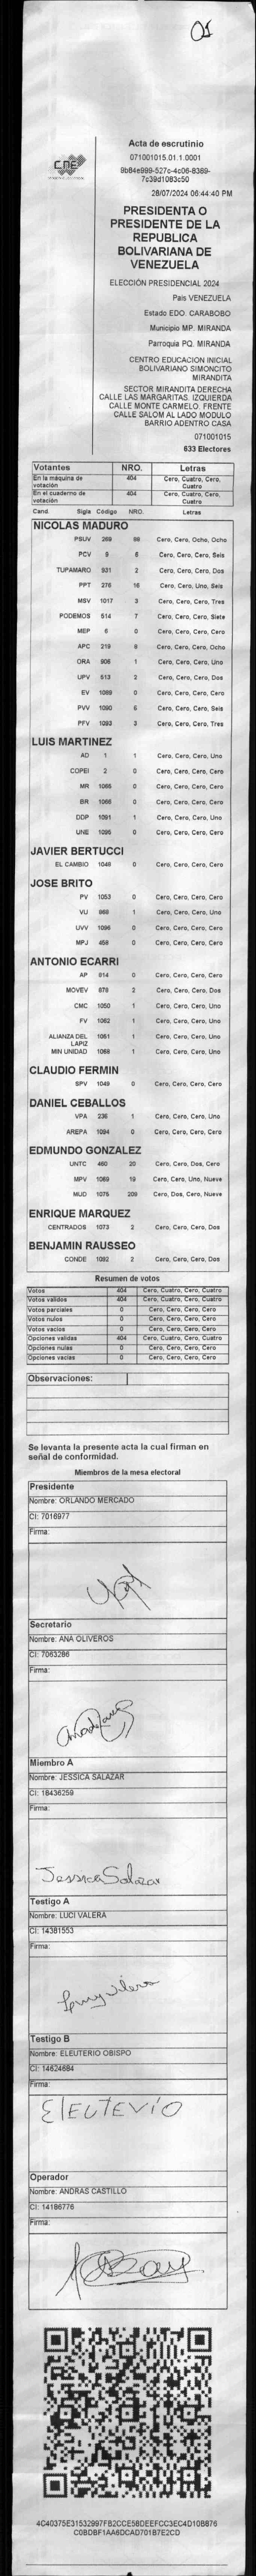 01
CNE
Acta de escrutinio
071001015.01.1.0001
28/07/2024 06:44:40 PM
PRESIDENTA O
PRESIDENTE DE LA
REPUBLICA
BOLIVARIANA DE
VENEZUELA
ELECCIÓN PRESIDENCIAL 2024
País VENEZUELA
Estado EDO. CARABOBO
Municipio MP. MIRANDA
Parroquia PQ. MIRANDA
CENTRO EDUCACION INICIAL
BOLIVARIANO SIMONCITO
MIRANDITA
SECTOR MIRANDITA DERECHA
CALLE LAS MARGARITAS. IZQUIERDA
CALLE MONTE CARMELO. FRENTE
CALLE SALOM AL LADO MODULO
BARRIO ADENTRO CASA
071001015
633 Electores
Votantes NRO. Letras
En la máquina de votación 404 Cero, Cuatro, Cero, Cuatro
En el cuaderno de votación 404 Cero, Cuatro, Cero, Cuatro
Cand. Sigla Código NRO. Letras
NICOLAS MADURO
PSUV 269 88 Cero, Cero, Ocho, Ocho
PCV 9 6 Cero, Cero, Cero, Seis
TUPAMARO 931 2 Cero, Cero, Cero, Dos
PPT 276 16 Cero, Cero, Uno, Seis
MSV 1017 3 Cero, Cero, Cero, Tres
PODEMOS 514 7 Cero, Cero, Cero, Siete
MEP 6 0 Cero, Cero, Cero, Cero
APC 219 8 Cero, Cero, Cero, Ocho
ORA 906 1 Cero, Cero, Cero, Uno
UPV 513 2 Cero, Cero, Cero, Dos
EV 1089 0 Cero, Cero, Cero, Cero
PVV 1090 6 Cero, Cero, Cero, Seis
PFV 1093 3 Cero, Cero, Cero, Tres
LUIS MARTINEZ
AD 1 1 Cero, Cero, Cero, Uno
COPEI 2 0 Cero, Cero, Cero, Cero
MR 1065 0 Cero, Cero, Cero, Cero
BR 1066 0 Cero, Cero, Cero, Cero
DDP 1091 1 Cero, Cero, Cero, Uno
UNE 1095 0 Cero, Cero, Cero, Cero
JAVIER BERTUCCI
EL CAMBIO 1048 0 Cero, Cero, Cero, Cero
JOSE BRITO
PV 1053 0 Cero, Cero, Cero, Cero
VU 868 1 Cero, Cero, Cero, Uno
UVV 1096 0 Cero, Cero, Cero, Cero
MPJ 458 0 Cero, Cero, Cero, Cero
ANTONIO ECARRI
AP 914 0 Cero, Cero, Cero, Cero
MOVEV 879 2 Cero, Cero, Cero, Dos
CMC 1050 1 Cero, Cero, Cero, Uno
FV 1062 1 Cero, Cero, Cero, Uno
ALIANZA DEL LAPIZ 1061 1 Cero, Cero, Cero, Uno
MIN UNIDAD 1068 1 Cero, Cero, Cero, Uno
CLAUDIO FERMIN
SPV 1049 0 Cero, Cero, Cero, Cero
DANIEL CEBALLOS
VPA 236 1 Cero, Cero, Cero, Uno
AREPA 1094 0 Cero, Cero, Cero, Cero
EDMUNDO GONZALEZ
UNTC 460 20 Cero, Cero, Dos, Cero
MPV 1069 19 Cero, Cero, Uno, Nueve
MUD 1075 209 Cero, Dos, Cero, Nueve
ENRIQUE MARQUEZ
CENTRADOS 1073 2 Cero, Cero, Cero, Dos
BENJAMIN RAUSSEO
CONDE 1092 2 Cero, Cero, Cero, Dos
Resumen de votos
Votos 404 Cero, Cuatro, Cero, Cuatro
Votos validos 404 Cero, Cuatro, Cero, Cuatro
Votos parciales 0 Cero, Cero, Cero, Cero
Votos nulos 0 Cero, Cero, Cero, Cero
Votos vacios 0 Cero, Cero, Cero, Cero
Opciones validas 404 Cero, Cuatro, Cero, Cuatro
Opciones nulas 0 Cero, Cero, Cero, Cero
Opciones vacias 0 Cero, Cero, Cero, Cero
Observaciones:
Se levanta la presente acta la cual firman en
señal de conformidad.
Miembros de la mesa electoral
Presidente
Nombre: ORLANDO MERCADO
CI: 7016977
Firma:
Secretario
Nombre: ANA OLIVEROS
CI: 7063286
Firma:
Miembro A
Nombre: JESSICA SALAZAR
CI: 18436259
Firma:
Jessica Salazar
Testigo A
Nombre: LUCI VALERA
CI: 14381553
Firma:
Testigo B
Nombre: ELEUTERIO OBISPO
CI: 14624684
Firma:
ElEUTEVÍO
Operador
Nombre: ANDRAS CASTILLO
CI: 14186776
Firma:
4C40375E31532997FB2CCE58DEEFCC3EC4D10B876
C0BDBF1AA6DCAD701B7E2CD